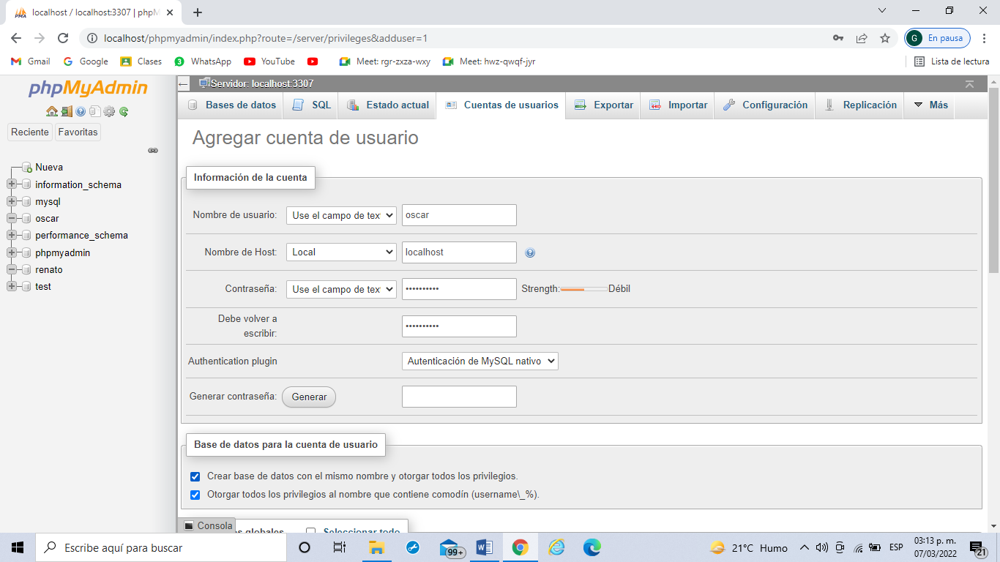 localhost / localhost:3307 | phpM
localhost/phpmyadmin/index.php?route=/server/privileges&adduser=1
G
En pausa
Gmail
Google
Clases
3
WhatsApp
YouTube
Meet: rgr-zxza-wxy
Meet: hwz-qwqf-jyr
Lista de lectura
phpMyAdmin
Reciente
Favoritas
Nueva
information_schema
mysql
oscar
performance_schema
phpmyadmin
renato
test
Servidor: localhost:3307
Bases de datos
SQL
Estado actual
Cuentas de usuarios
Exportar
Importar
Configuración
Replicación
Más
Agregar cuenta de usuario
Información de la cuenta
Nombre de usuario: Use el campo de tex oscar
Nombre de Host: Local localhost
Contraseña: Use el campo de tex •••••••••• Strength: Débil
Debe volver a
escribir: ••••••••••
Authentication plugin Autenticación de MySQL nativo
Generar contraseña: Generar
Base de datos para la cuenta de usuario
Crear base de datos con el mismo nombre y otorgar todos los privilegios.
Otorgar todos los privilegios al nombre que contiene comodín (username\_%).
Consola
globales
Seleccionar todo
Escribe aquí para buscar
99+
21°C Humo
ESP
03:13 p. m.
07/03/2022
21